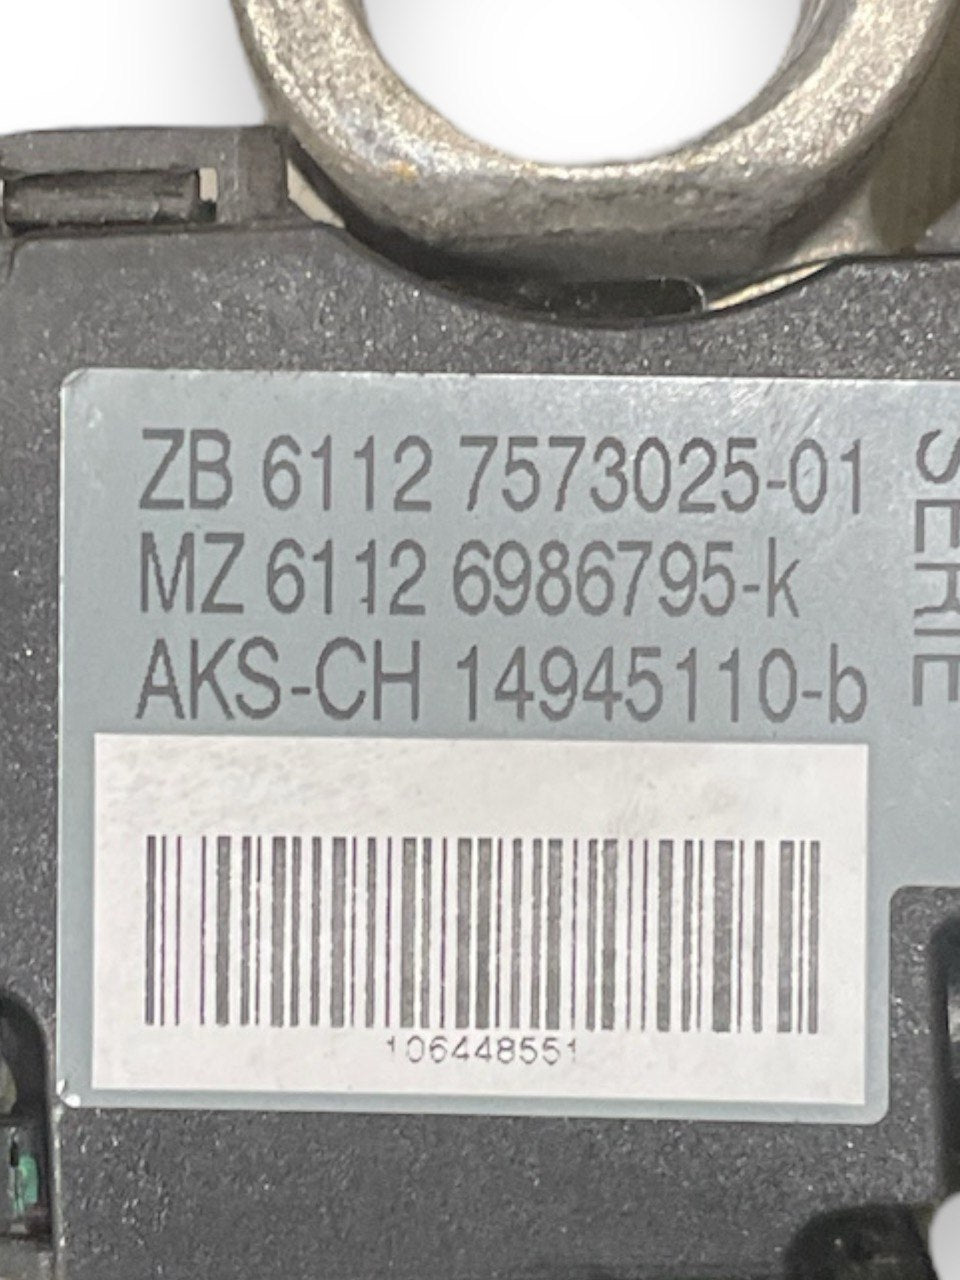 ZB 6112 7573025-01
MZ 6112 6986795-k
AKS-CH 14945110-b
SERIE
106448551